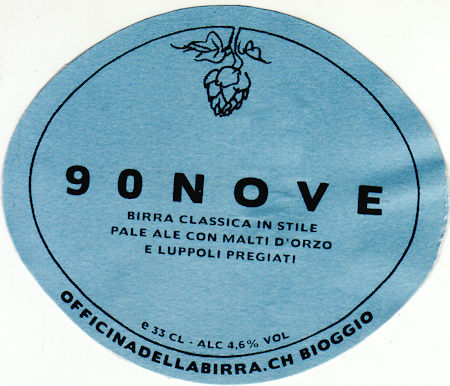 90NOVE
BIRRA CLASSICA IN STILE
PALE ALE CON MALTI D'ORZO
E LUPPOLI PREGIATI
e 33 CL - ALC 4,6% VOL
OFFICINADELLABIRRA.CH BIOGGIO